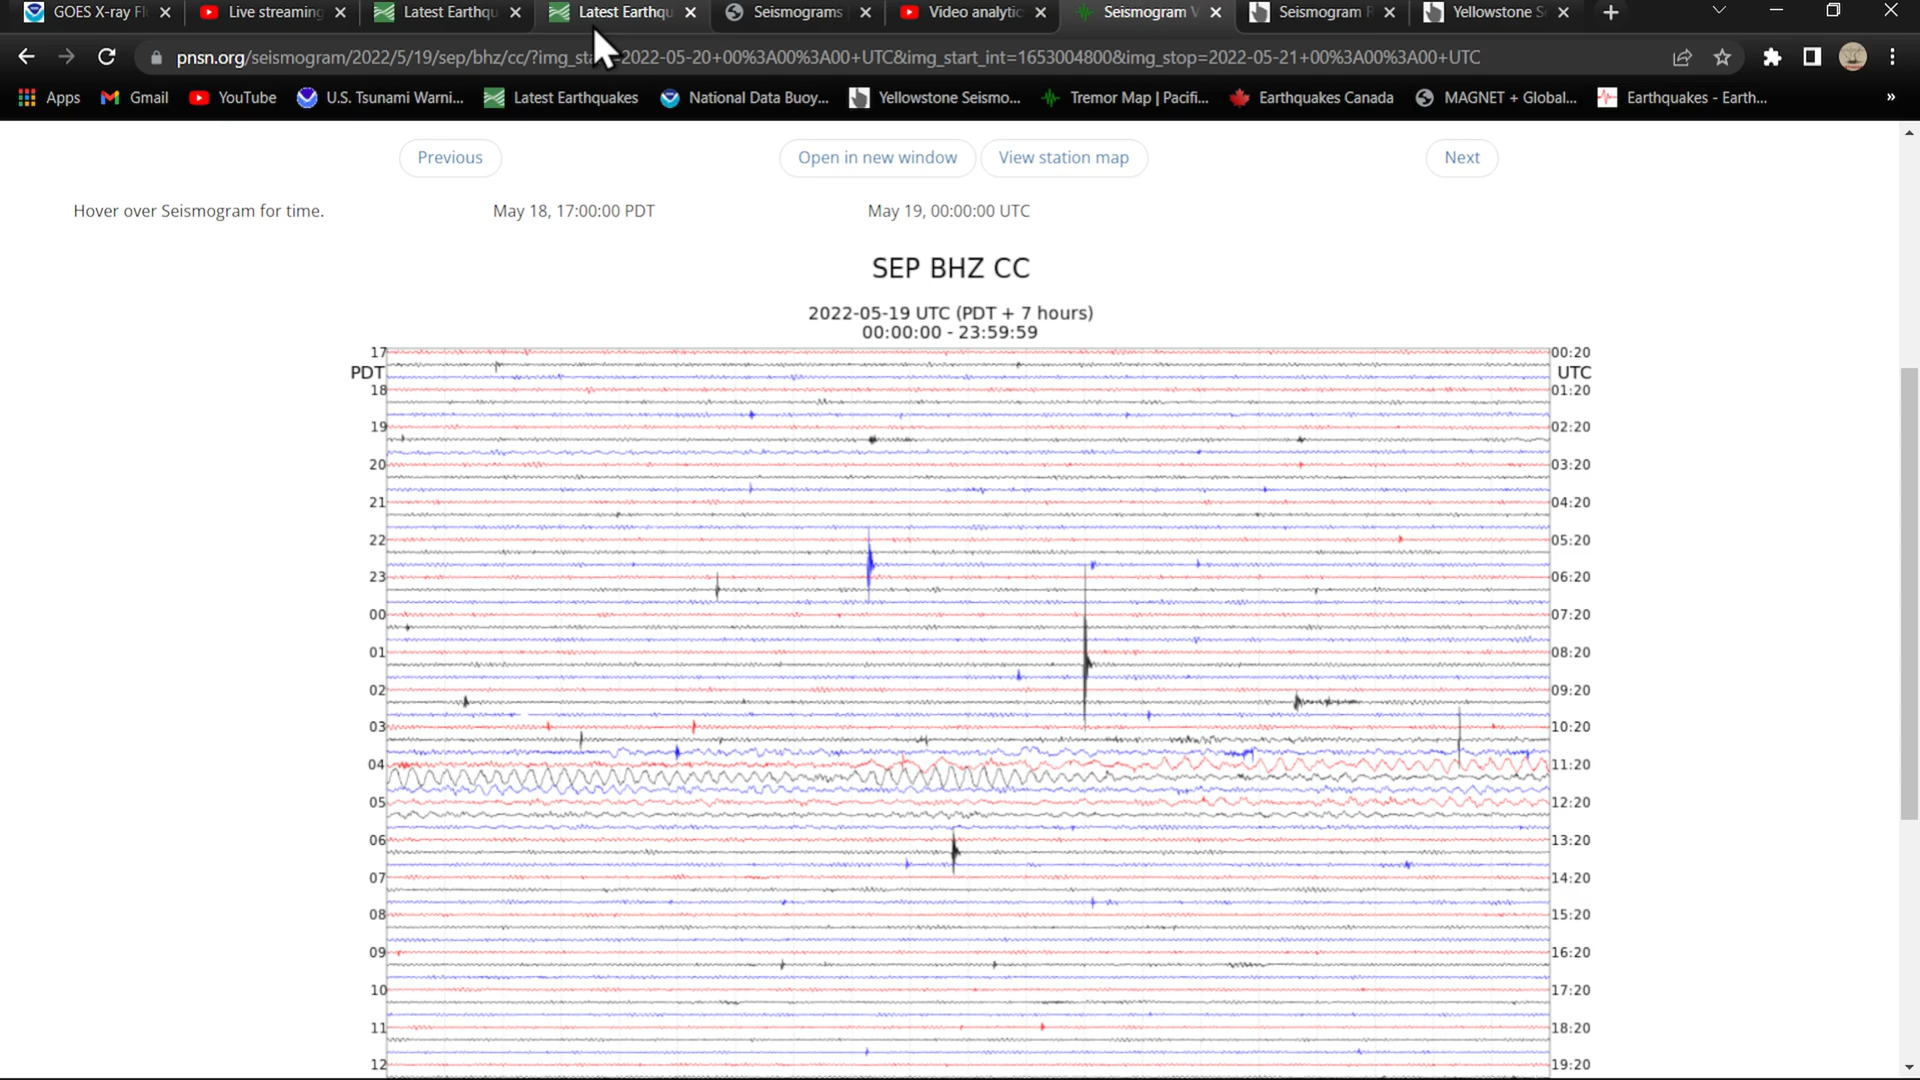 GOES X-ray Fl
Live streaming
Latest Earthqu
Latest Earthqu
Seismograms
Video analytic
Seismogram V
Seismogram R
Yellowstone S
pnsn.org/seismogram/2022/5/19/sep/bhz/cc/?img_sta 2022-05-20+00%3A00%3A00+UTC&img_start_int=1653004800&img_stop=2022-05-21+00%3A00%3A00+UTC
Apps
Gmail
YouTube
U.S. Tsunami Warni...
Latest Earthquakes
National Data Buoy...
Yellowstone Seismo...
Tremor Map | Pacifi...
Earthquakes Canada
MAGNET + Global...
Earthquakes - Earth...
»
Previous
Open in new window
View station map
Next
Hover over Seismogram for time.
May 18, 17:00:00 PDT
May 19, 00:00:00 UTC
SEP BHZ CC
2022-05-19 UTC (PDT + 7 hours)
00:00:00 - 23:59:59
17 00:20
PDT UTC
18 01:20
19 02:20
20 03:20
21 04:20
22 05:20
23 06:20
00 07:20
01 08:20
02 09:20
03 10:20
04 11:20
05 12:20
06 13:20
07 14:20
08 15:20
09 16:20
10 17:20
11 18:20
12 19:20